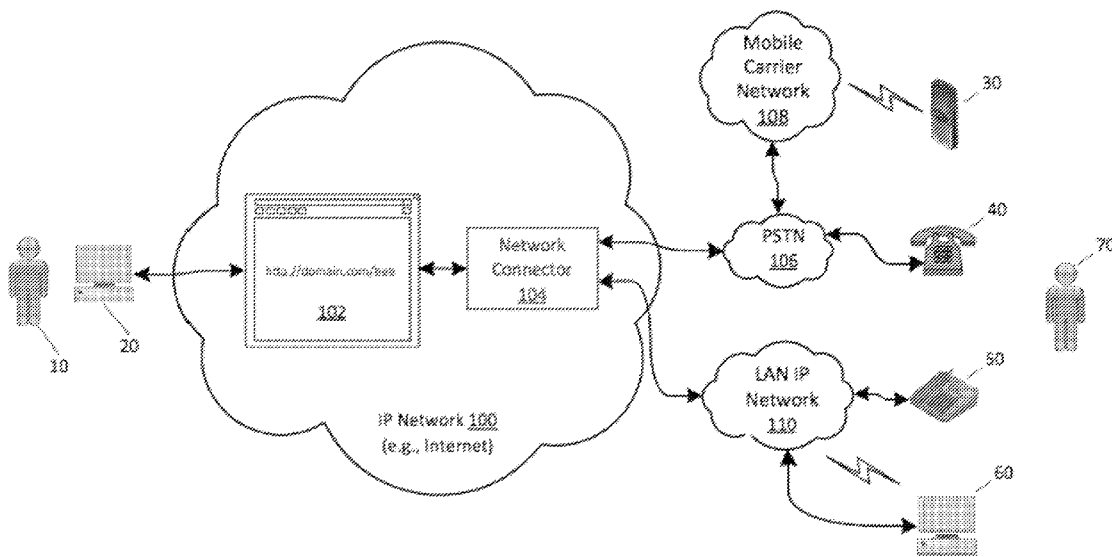 Mobile
Carrier
Network
108
30
40
PSTN
106
70
Network
Connector
104
http://domain.com/bob
102
10
20
LAN IP
Network
110
50
IP Network 100
(e.g., Internet)
60